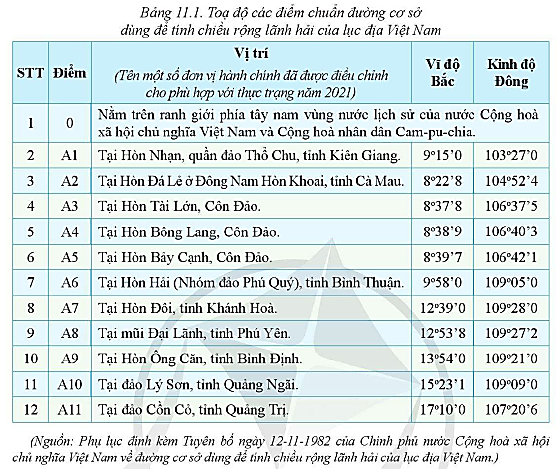 Bảng 11.1. Toạ độ các điểm chuẩn đường cơ sở
dùng để tính chiều rộng lãnh hải của lục địa Việt Nam
STT Điểm Vị trí (Tên một số đơn vị hành chính đã được điều chỉnh cho phù hợp với thực trạng năm 2021) Vĩ độ Bắc Kinh độ Đông
1 0 Nằm trên ranh giới phía tây nam vùng nước lịch sử của nước Cộng hoà
xã hội chủ nghĩa Việt Nam và Cộng hoà nhân dân Cam-pu-chia.
2 A1 Tại Hòn Nhạn, quần đảo Thổ Chu, tỉnh Kiên Giang. 9°15'0 103°27'0
3 A2 Tại Hòn Đá Lẻ ở Đông Nam Hòn Khoai, tỉnh Cà Mau. 8°22'8 104°52'4
4 A3 Tại Hòn Tài Lớn, Côn Đảo. 8°37'8 106°37'5
5 A4 Tại Hòn Bông Lang, Côn Đảo. 8°38'9 106°40'3
6 A5 Tại Hòn Bảy Cạnh, Côn Đảo. 8°39'7 106°42'1
7 A6 Tại Hòn Hải (Nhóm đảo Phú Quý), tỉnh Bình Thuận. 9°58'0 109°05'0
8 A7 Tại Hòn Đôi, tỉnh Khánh Hoà. 12°39'0 109°28'0
9 A8 Tại mũi Đại Lãnh, tỉnh Phú Yên. 12°53'8 109°27'2
10 A9 Tại Hòn Ông Căn, tỉnh Bình Định. 13°54'0 109°21'0
11 A10 Tại đảo Lý Sơn, tỉnh Quảng Ngãi. 15°23'1 109°09'0
12 A11 Tại đảo Cồn Cỏ, tỉnh Quảng Trị. 17°10'0 107°20'6
(Nguồn: Phụ lục đính kèm Tuyên bố ngày 12-11-1982 của Chính phủ nước Cộng hoà xã hội
chủ nghĩa Việt Nam về đường cơ sở dùng để tính chiều rộng lãnh hải của lục địa Việt Nam.)